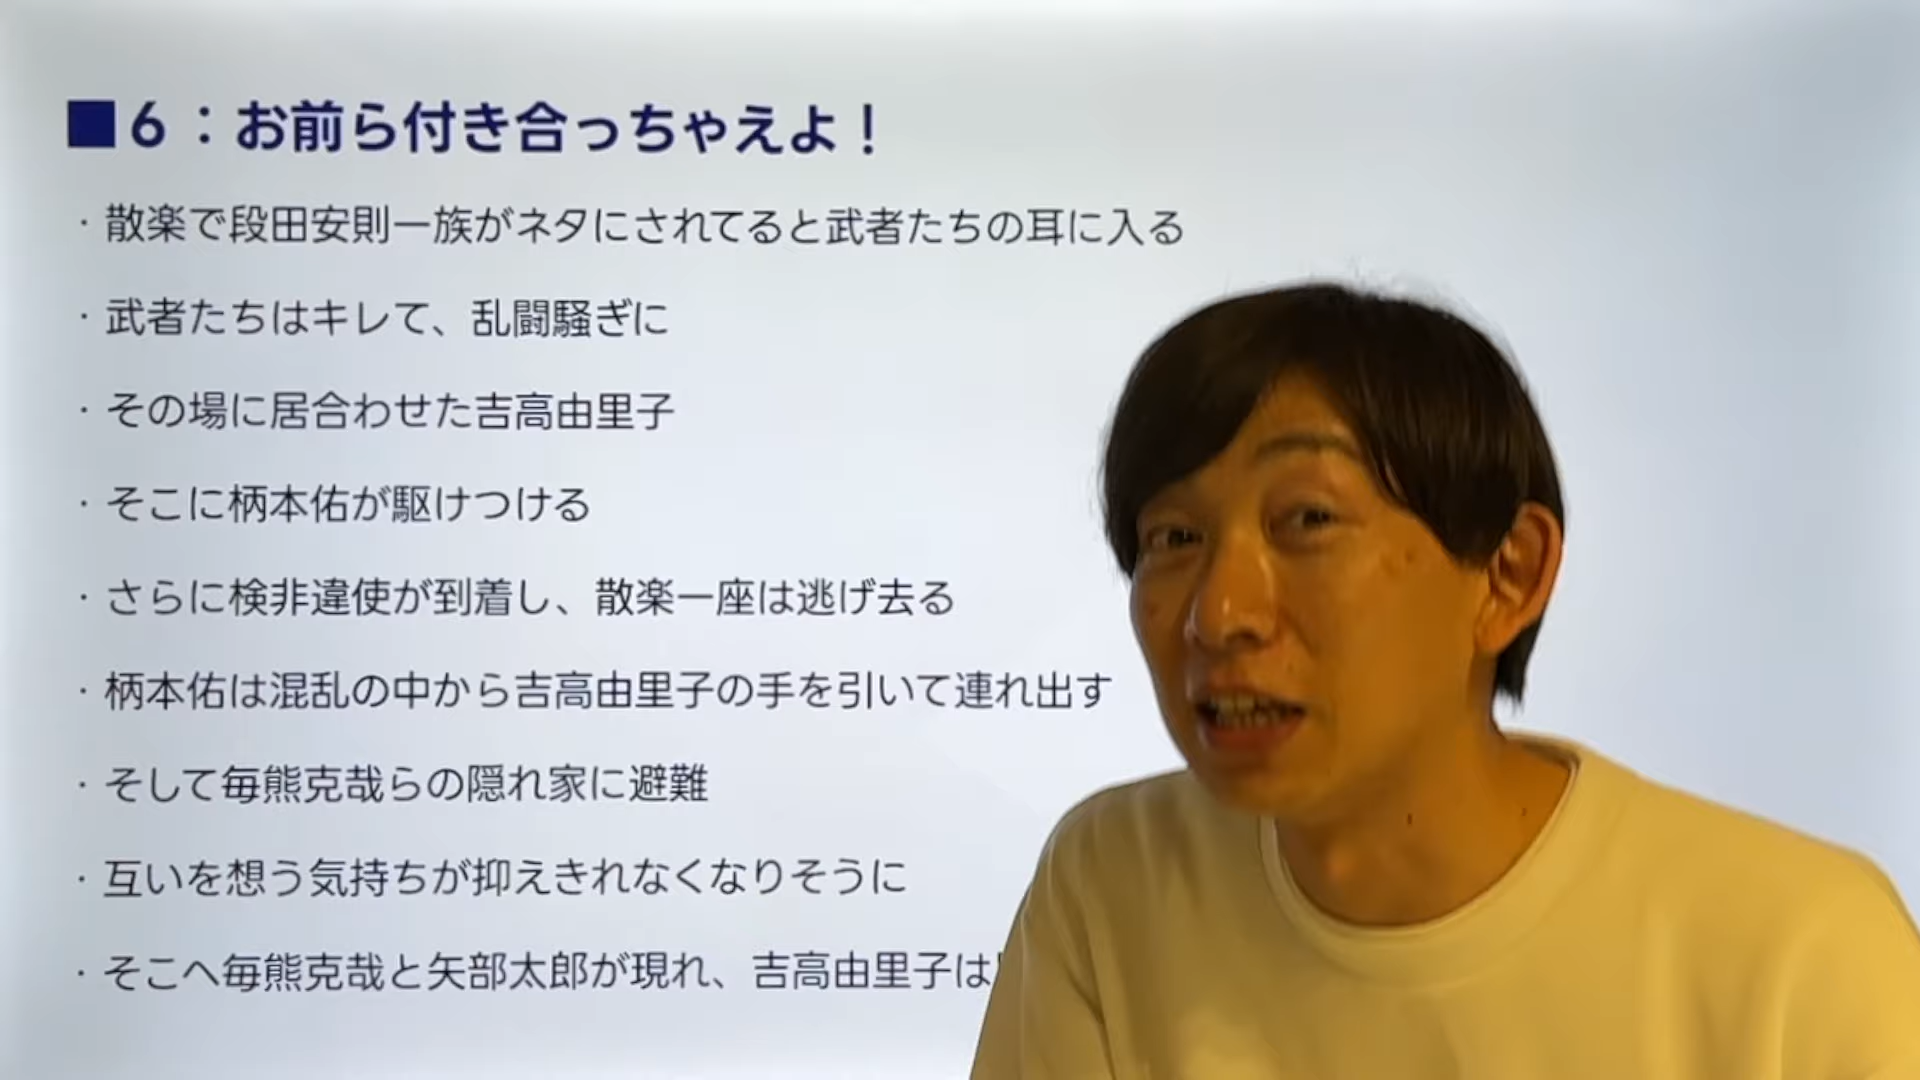 ■6：お前ら付き合っちゃえよ！
・散楽で段田安則一族がネタにされてると武者たちの耳に入る
・武者たちはキレて、乱闘騒ぎに
・その場に居合わせた吉高由里子
・そこに柄本佑が駆けつける
・さらに検非違使が到着し、散楽一座は逃げ去る
・柄本佑は混乱の中から吉高由里子の手を引いて連れ出す
・そして毎熊克哉らの隠れ家に避難
・互いを想う気持ちが抑えきれなくなりそうに
・そこへ毎熊克哉と矢部太郎が現れ、吉高由里子は